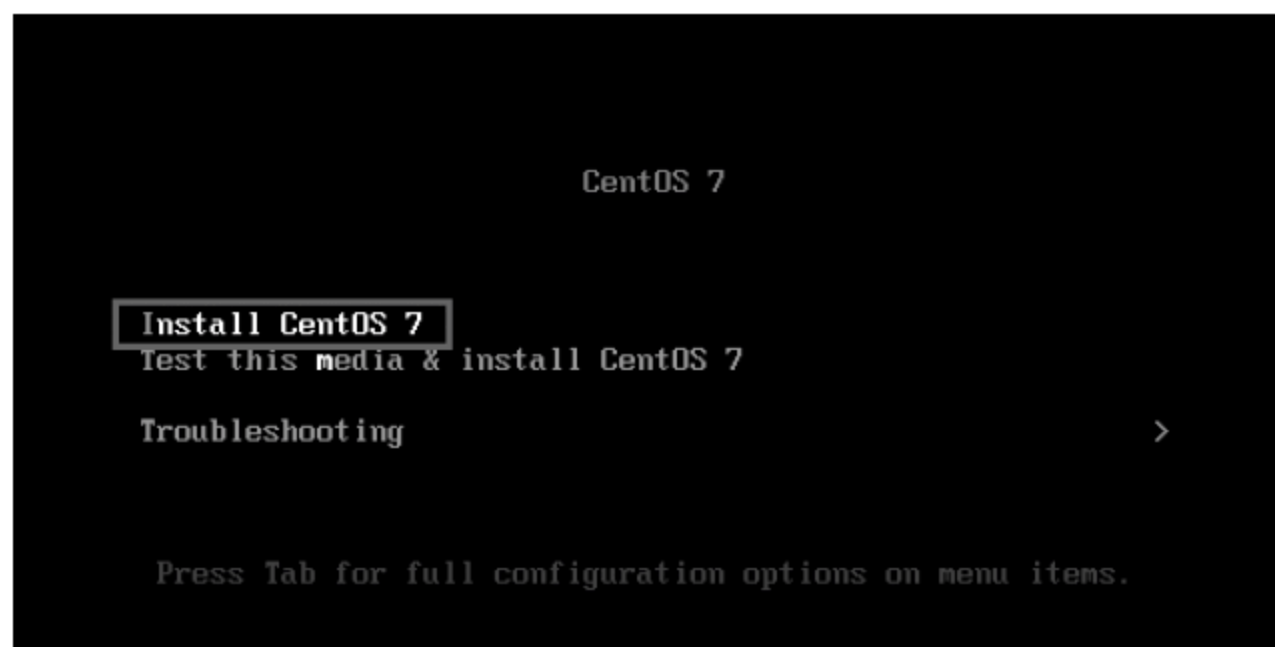 CentOS 7
Install CentOS 7
Test this media & install CentOS 7
Troubleshooting >
Press Tab for full configuration options on menu items.